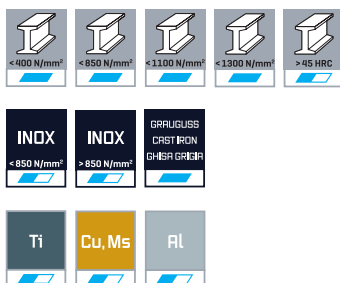 <400 N/mm² <850 N/mm² <1100 N/mm² <1300 N/mm² >45 HRC
INOX INOX GRAUGUSS
CAST IRON
GHISA GRIGIA
<850 N/mm² >850 N/mm²
Ti Cu, Ms Al